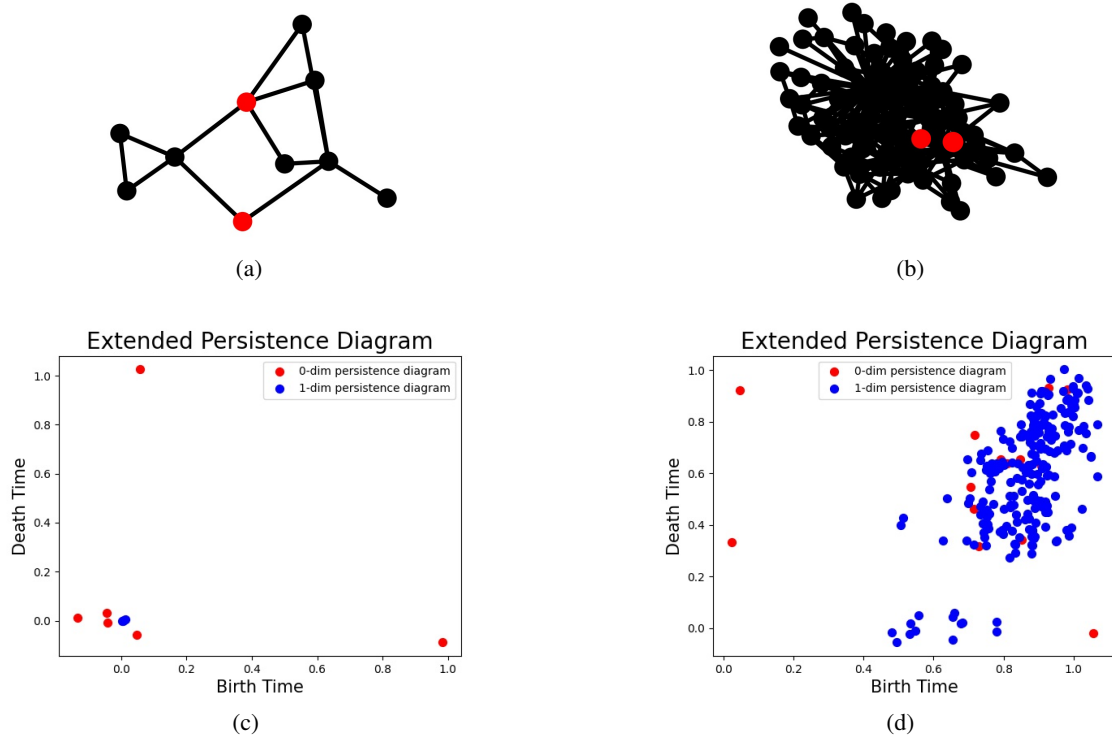 (a)
(b)
Extended Persistence Diagram
0-dim persistence diagram
1-dim persistence diagram
1.0
0.8
0.6
0.4
0.2
0.0
Death Time
0.0 0.2 0.4 0.6 0.8 1.0
Birth Time
(c)
Extended Persistence Diagram
0-dim persistence diagram
1-dim persistence diagram
1.0
0.8
0.6
0.4
0.2
0.0
Death Time
0.0 0.2 0.4 0.6 0.8 1.0
Birth Time
(d)